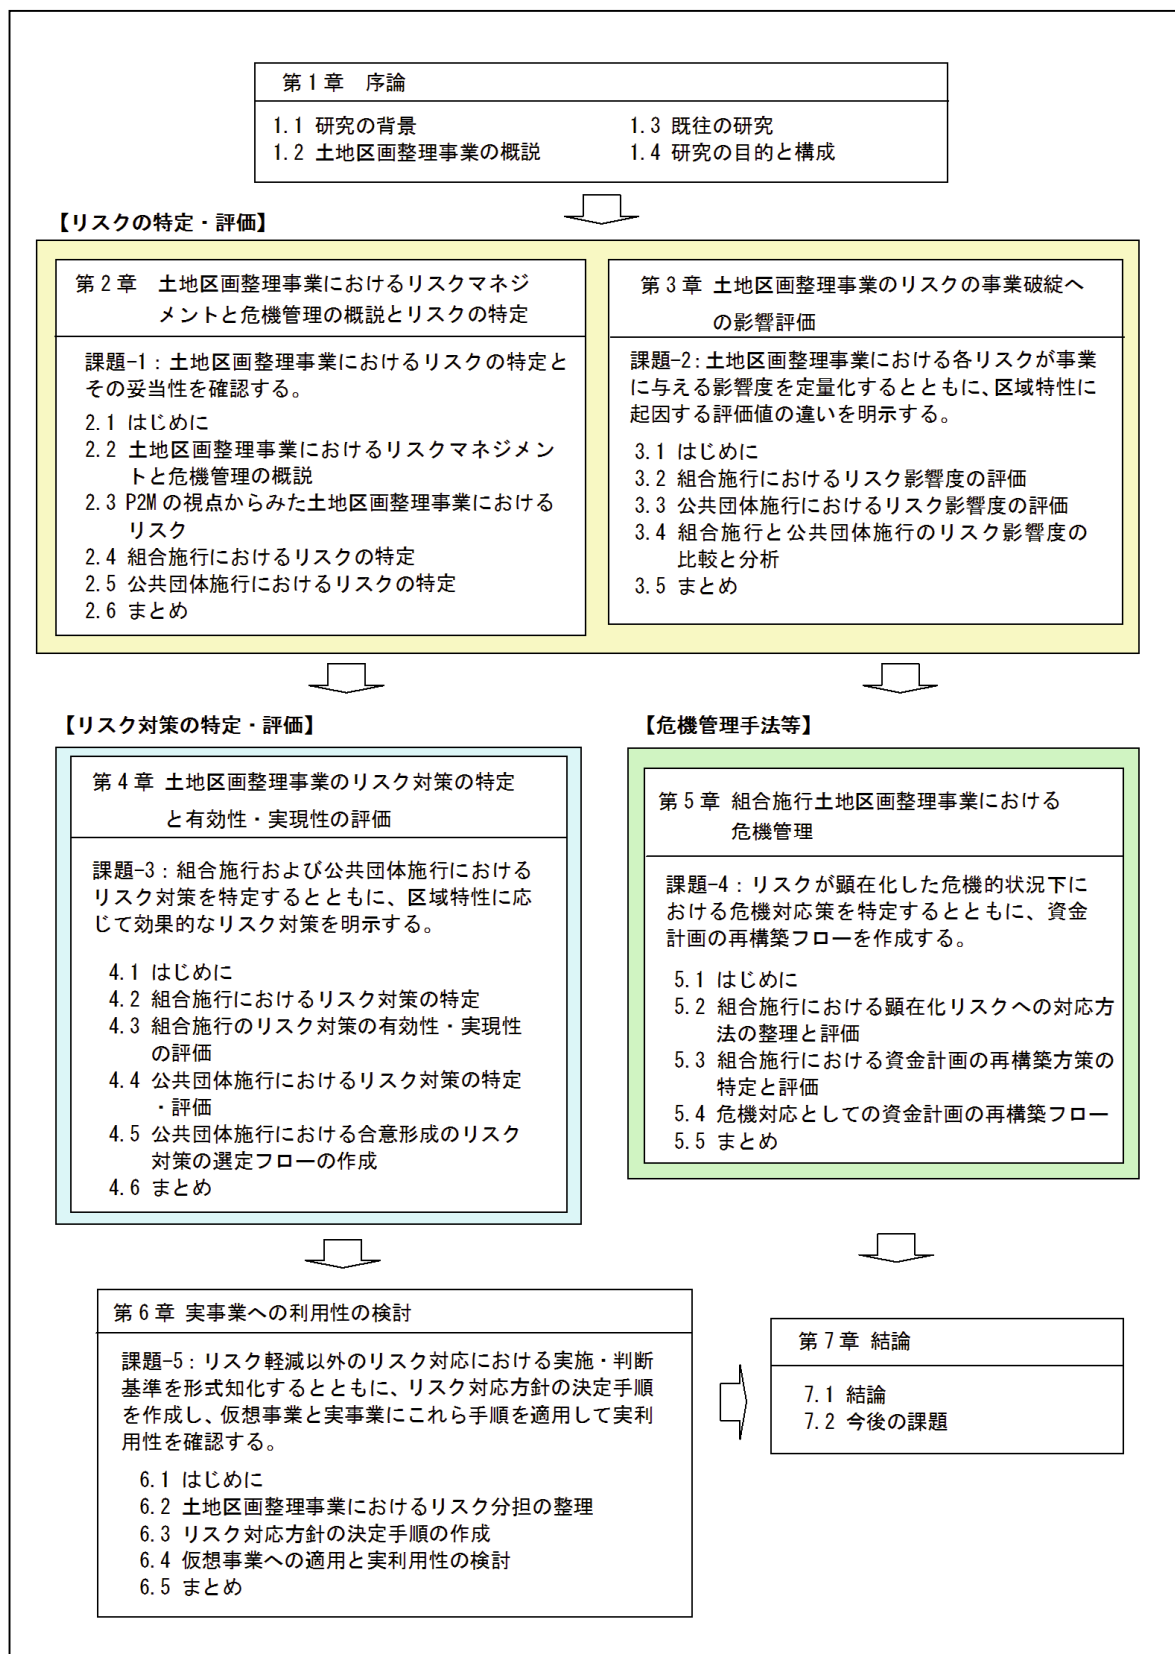 第１章　序論
1.1 研究の背景
1.2 土地区画整理事業の概説
1.3 既往の研究
1.4 研究の目的と構成
【リスクの特定・評価】
第２章　土地区画整理事業におけるリスクマネジ
メントと危機管理の概説とリスクの特定
課題-1：土地区画整理事業におけるリスクの特定と
その妥当性を確認する。
2.1 はじめに
2.2 土地区画整理事業におけるリスクマネジメン
トと危機管理の概説
2.3 P2M の視点からみた土地区画整理事業における
リスク
2.4 組合施行におけるリスクの特定
2.5 公共団体施行におけるリスクの特定
2.6 まとめ
第３章 土地区画整理事業のリスクの事業破綻へ
の影響評価
課題-2：土地区画整理事業における各リスクが事業
に与える影響度を定量化するとともに、区域特性に
起因する評価値の違いを明示する。
3.1 はじめに
3.2 組合施行におけるリスク影響度の評価
3.3 公共団体施行におけるリスク影響度の評価
3.4 組合施行と公共団体施行のリスク影響度の
比較と分析
3.5 まとめ
【リスク対策の特定・評価】
第４章 土地区画整理事業のリスク対策の特定
と有効性・実現性の評価
課題-3：組合施行および公共団体施行における
リスク対策を特定するとともに、区域特性に応
じて効果的なリスク対策を明示する。
4.1 はじめに
4.2 組合施行におけるリスク対策の特定
4.3 組合施行のリスク対策の有効性・実現性
の評価
4.4 公共団体施行におけるリスク対策の特定
・評価
4.5 公共団体施行における合意形成のリスク
対策の選定フローの作成
4.6 まとめ
【危機管理手法等】
第５章 組合施行土地区画整理事業における
危機管理
課題-4：リスクが顕在化した危機的状況下に
おける危機対応策を特定するとともに、資金
計画の再構築フローを作成する。
5.1 はじめに
5.2 組合施行における顕在化リスクへの対応方
法の整理と評価
5.3 組合施行における資金計画の再構築方策の
特定と評価
5.4 危機対応としての資金計画の再構築フロー
5.5 まとめ
第６章 実事業への利用性の検討
課題-5：リスク軽減以外のリスク対応における実施・判断
基準を形式知化するとともに、リスク対応方針の決定手順
を作成し、仮想事業と実事業にこれら手順を適用して実利
用性を確認する。
6.1 はじめに
6.2 土地区画整理事業におけるリスク分担の整理
6.3 リスク対応方針の決定手順の作成
6.4 仮想事業への適用と実利用性の検討
6.5 まとめ
第７章 結論
7.1 結論
7.2 今後の課題